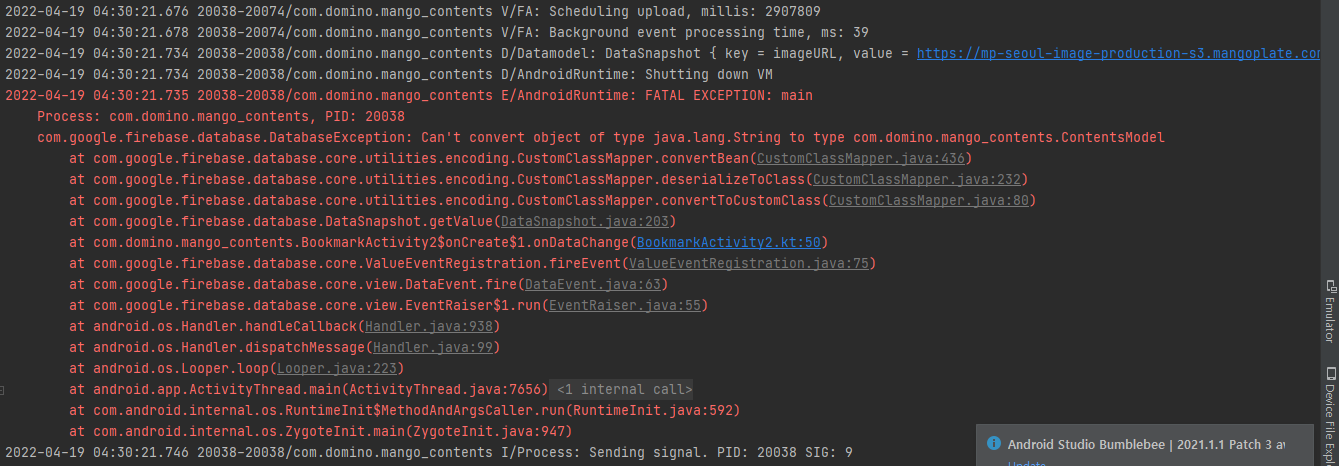 2022-04-19 04:30:21.676 20038-20074/com.domino.mango_contents V/FA: Scheduling upload, millis: 2907809
2022-04-19 04:30:21.678 20038-20074/com.domino.mango_contents V/FA: Background event processing time, ms: 39
2022-04-19 04:30:21.734 20038-20038/com.domino.mango_contents D/Datamodel: DataSnapshot { key = imageURL, value = https://mp-seoul-image-production-s3.mangoplate.com
2022-04-19 04:30:21.734 20038-20038/com.domino.mango_contents D/AndroidRuntime: Shutting down VM
2022-04-19 04:30:21.735 20038-20038/com.domino.mango_contents E/AndroidRuntime: FATAL EXCEPTION: main
Process: com.domino.mango_contents, PID: 20038
com.google.firebase.database.DatabaseException: Can't convert object of type java.lang.String to type com.domino.mango_contents.ContentsModel
at com.google.firebase.database.core.utilities.encoding.CustomClassMapper.convertBean(CustomClassMapper.java:436)
at com.google.firebase.database.core.utilities.encoding.CustomClassMapper.deserializeToClass(CustomClassMapper.java:232)
at com.google.firebase.database.core.utilities.encoding.CustomClassMapper.convertToCustomClass(CustomClassMapper.java:80)
at com.google.firebase.database.DataSnapshot.getValue(DataSnapshot.java:203)
at com.domino.mango_contents.BookmarkActivity2$onCreate$1.onDataChange(BookmarkActivity2.kt:50)
at com.google.firebase.database.core.ValueEventRegistration.fireEvent(ValueEventRegistration.java:75)
at com.google.firebase.database.core.view.DataEvent.fire(DataEvent.java:63)
at com.google.firebase.database.core.view.EventRaiser$1.run(EventRaiser.java:55)
at android.os.Handler.handleCallback(Handler.java:938)
at android.os.Handler.dispatchMessage(Handler.java:99)
at android.os.Looper.loop(Looper.java:223)
at android.app.ActivityThread.main(ActivityThread.java:7656) <1 internal call>
at com.android.internal.os.RuntimeInit$MethodAndArgsCaller.run(RuntimeInit.java:592)
at com.android.internal.os.ZygoteInit.main(ZygoteInit.java:947)
2022-04-19 04:30:21.746 20038-20038/com.domino.mango_contents I/Process: Sending signal. PID: 20038 SIG: 9
Emulator
Device File Expl
Android Studio Bumblebee | 2021.1.1 Patch 3
Update